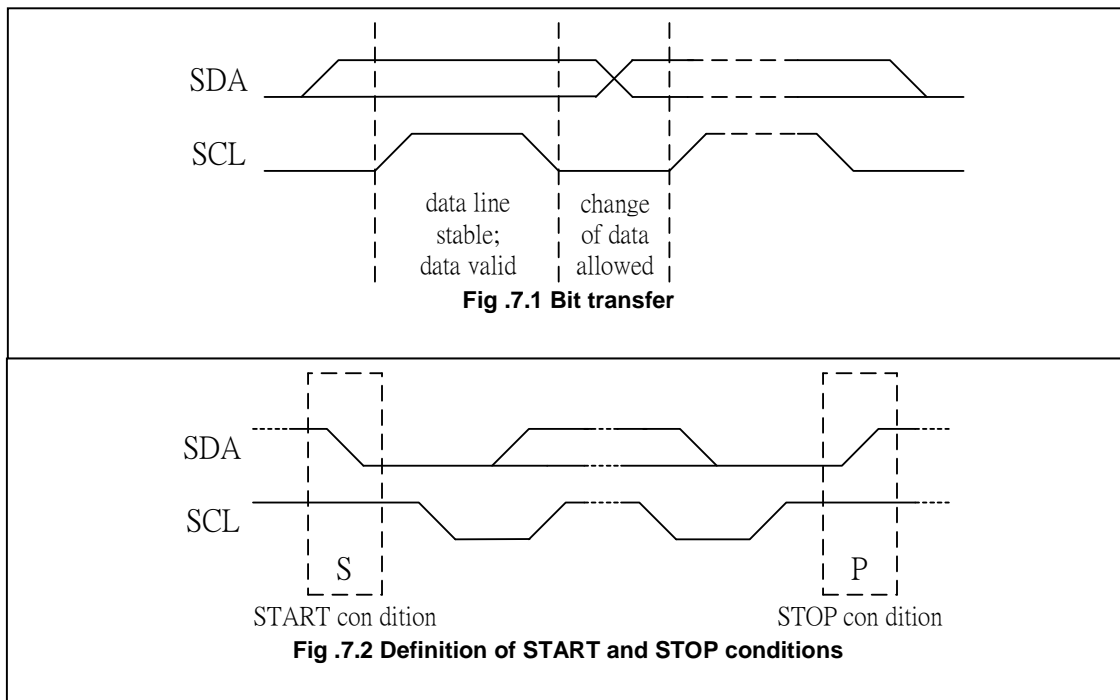 SDA
SCL
data line
stable;
data valid
change
of data
allowed
Fig .7.1 Bit transfer
SDA
SCL
S
P
START con dition
STOP con dition
Fig .7.2 Definition of START and STOP conditions